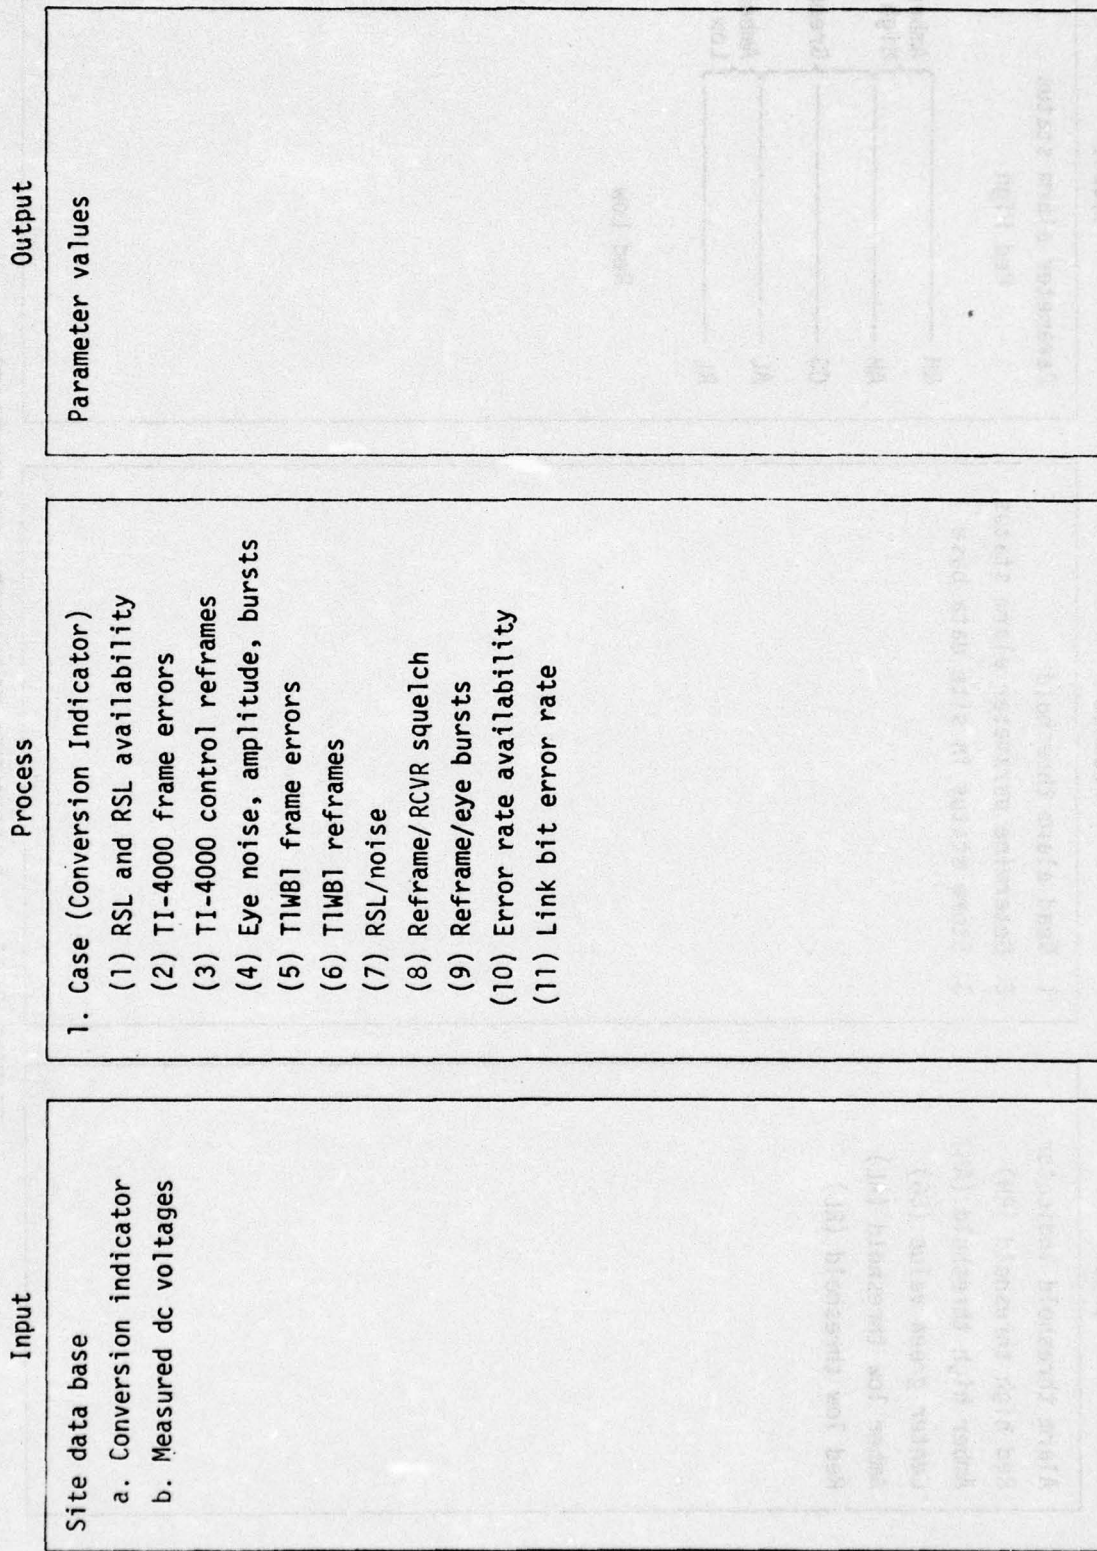 Input
Site data base
a. Conversion indicator
b. Measured dc voltages
Process
1. Case (Conversion Indicator)
(1) RSL and RSL availability
(2) TI-4000 frame errors
(3) TI-4000 control reframes
(4) Eye noise, amplitude, bursts
(5) T1WB1 frame errors
(6) T1WB1 reframes
(7) RSL/noise
(8) Reframe/RCVR squelch
(9) Reframe/eye bursts
(10) Error rate availability
(11) Link bit error rate
Output
Parameter values